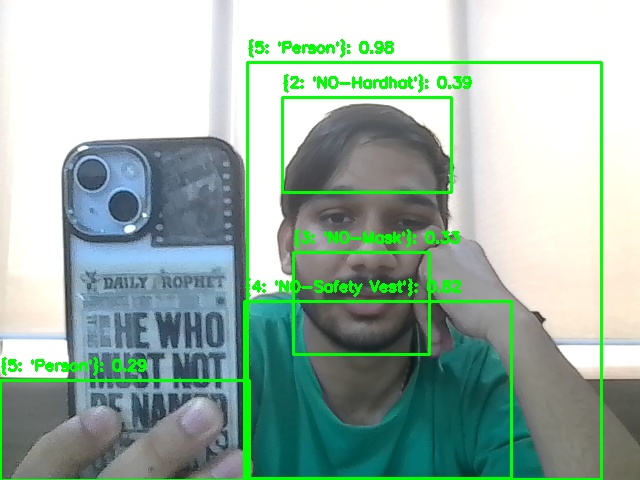 {5: 'Person'}: 0.98
{2: 'NO-Hardhat'}: 0.39
{3: 'NO-Mask'}: 0.33
{4: 'NO-Safety Vest'}: 0.82
{5: 'Person'}: 0.29
DAILY PROPHET
HE WHO
MUST NOT
BE NAMED